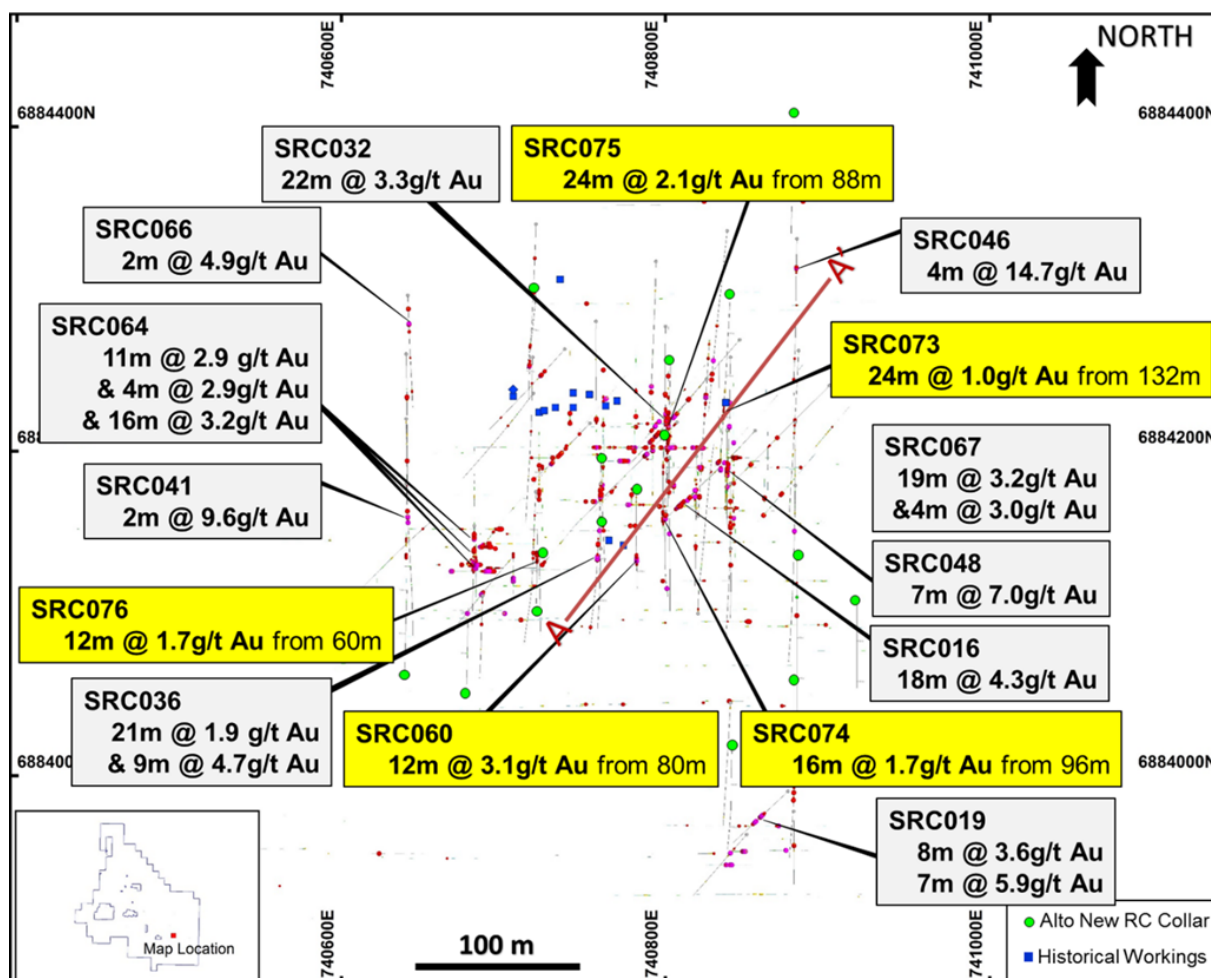 740600E
740800E
741000E
NORTH
6884400N
6884400N
SRC032
22m @ 3.3g/t Au
SRC075
24m @ 2.1g/t Au from 88m
SRC066
2m @ 4.9g/t Au
SRC046
4m @ 14.7g/t Au
A'
SRC064
11m @ 2.9 g/t Au
& 4m @ 2.9g/t Au
& 16m @ 3.2g/t Au
SRC073
24m @ 1.0g/t Au from 132m
6884200N
SRC067
19m @ 3.2g/t Au
&4m @ 3.0g/t Au
SRC041
2m @ 9.6g/t Au
SRC048
7m @ 7.0g/t Au
SRC076
12m @ 1.7g/t Au from 60m
A
SRC016
18m @ 4.3g/t Au
SRC036
21m @ 1.9 g/t Au
& 9m @ 4.7g/t Au
SRC060
12m @ 3.1g/t Au from 80m
SRC074
16m @ 1.7g/t Au from 96m
6884000N
SRC019
8m @ 3.6g/t Au
7m @ 5.9g/t Au
Map Location
740600E
100 m
740800E
741000E
Alto New RC Collar
Historical Workings